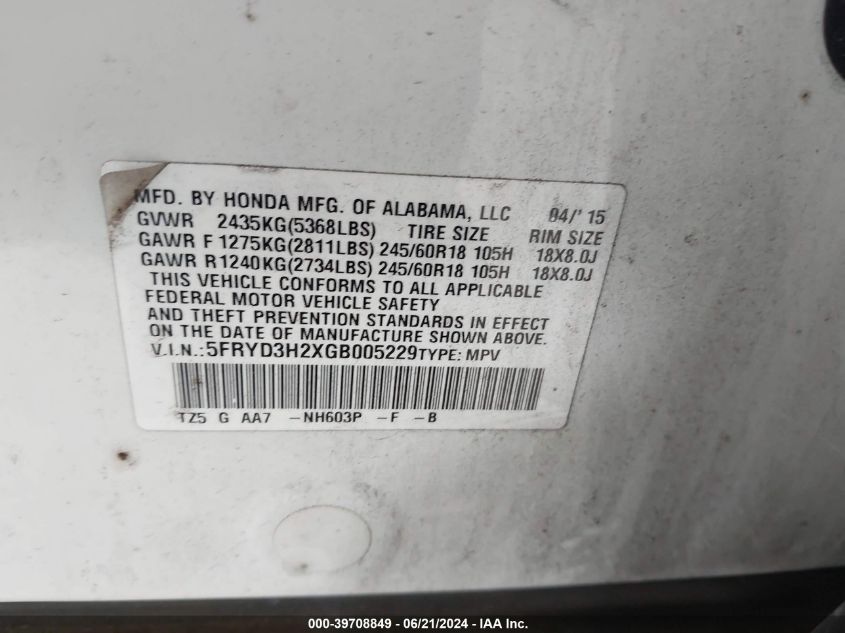 MFD. BY HONDA MFG. OF ALABAMA, LLC 04/'15
GVWR 2435KG(5368LBS) TIRE SIZE RIM SIZE
GAWR F 1275KG(2811LBS) 245/60R18 105H 18X8.0J
GAWR R1240KG(2734LBS) 245/60R18 105H 18X8.0J
THIS VEHICLE CONFORMS TO ALL APPLICABLE
FEDERAL MOTOR VEHICLE SAFETY
AND THEFT PREVENTION STANDARDS IN EFFECT
ON THE DATE OF MANUFACTURE SHOWN ABOVE.
V.I.N.:5FRYD3H2XGB005229TYPE: MPV
TZ5 G AA7 -NH603P -F -B
000-39708849 - 06/21/2024 - IAA Inc.